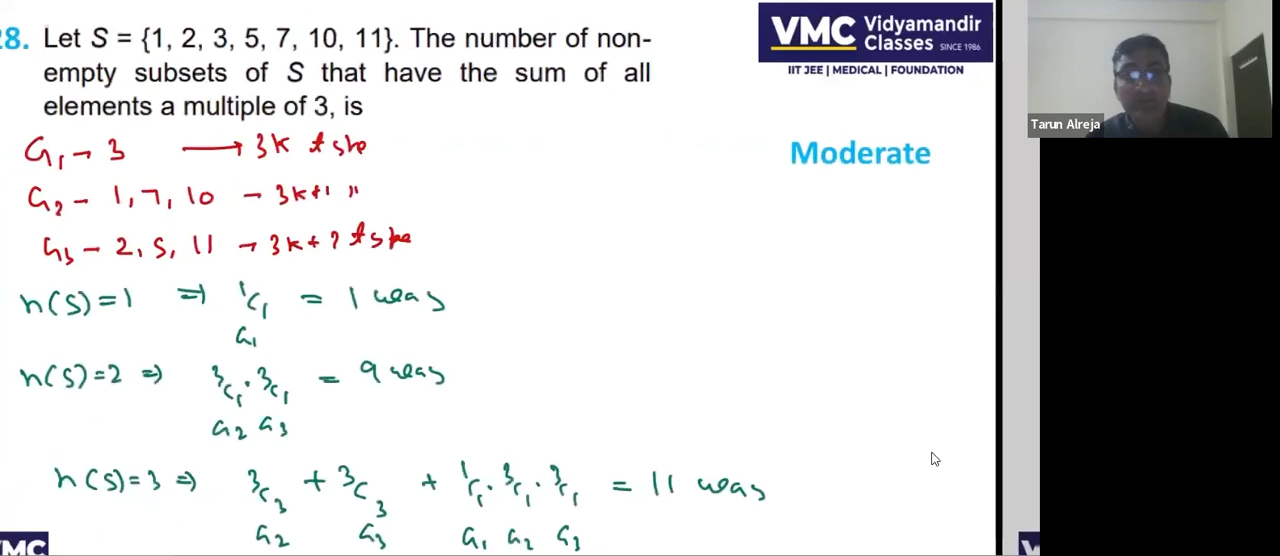 28. Let S = {1, 2, 3, 5, 7, 10, 11}. The number of non-
empty subsets of S that have the sum of all
elements a multiple of 3, is
VMC Vidyamandir
Classes SINCE 1986
IIT JEE | MEDICAL | FOUNDATION
Tarun Alreja
Moderate
G₁ → 3 ⟶ 3k type
G₂ – 1, 7, 10 → 3k+1 "
G₃ – 2, 5, 11 → 3k+2 type
n(S)=1 ⇒ ¹C₁ = 1 ways
G₁
n(S)=2 ⇒ ³C₁ · ³C₁ = 9 ways
G₂ G₃
n(S)=3 ⇒ ³C₃ + ³C₃ + ¹C₁ · ³C₁ · ³C₁ = 11 ways
G₂ G₃ G₁ G₂ G₃
VMC